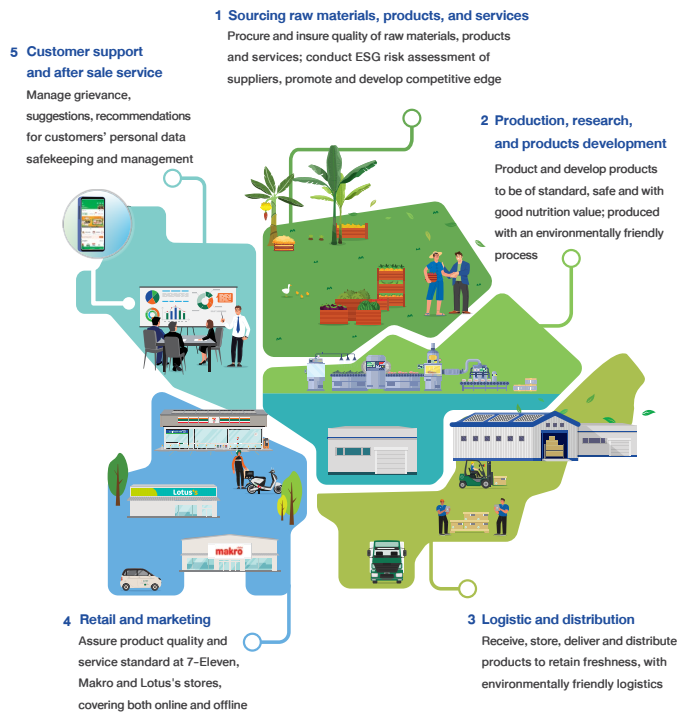 1 Sourcing raw materials, products, and services
Procure and insure quality of raw materials, products
and services; conduct ESG risk assessment of
suppliers, promote and develop competitive edge
5 Customer support
and after sale service
Manage grievance,
suggestions, recommendations
for customers' personal data
safekeeping and management
2 Production, research,
and products development
Product and develop products
to be of standard, safe and with
good nutrition value; produced
with an environmentally friendly
process
7
Lotus's
makro
4 Retail and marketing
Assure product quality and
service standard at 7-Eleven,
Makro and Lotus's stores,
covering both online and offline
3 Logistic and distribution
Receive, store, deliver and distribute
products to retain freshness, with
environmentally friendly logistics